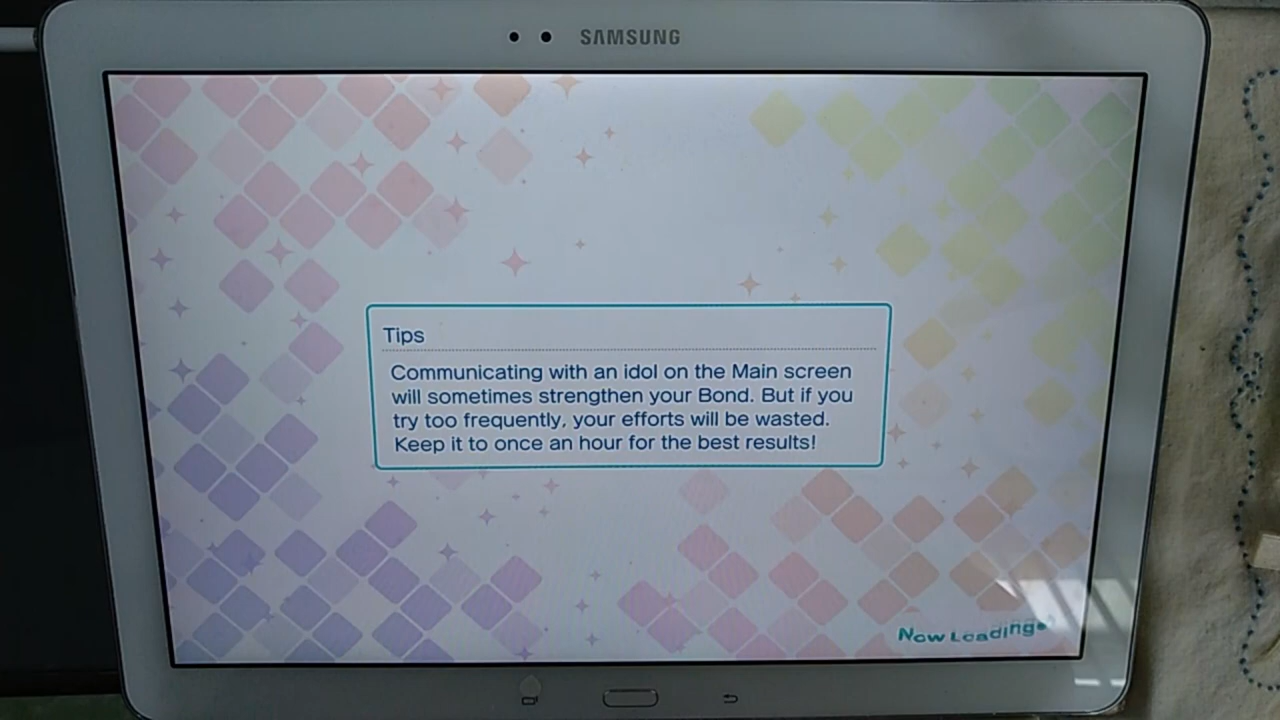 SAMSUNG
Tips
Communicating with an idol on the Main screen
will sometimes strengthen your Bond. But if you
try too frequently, your efforts will be wasted.
Keep it to once an hour for the best results!
Now Loading